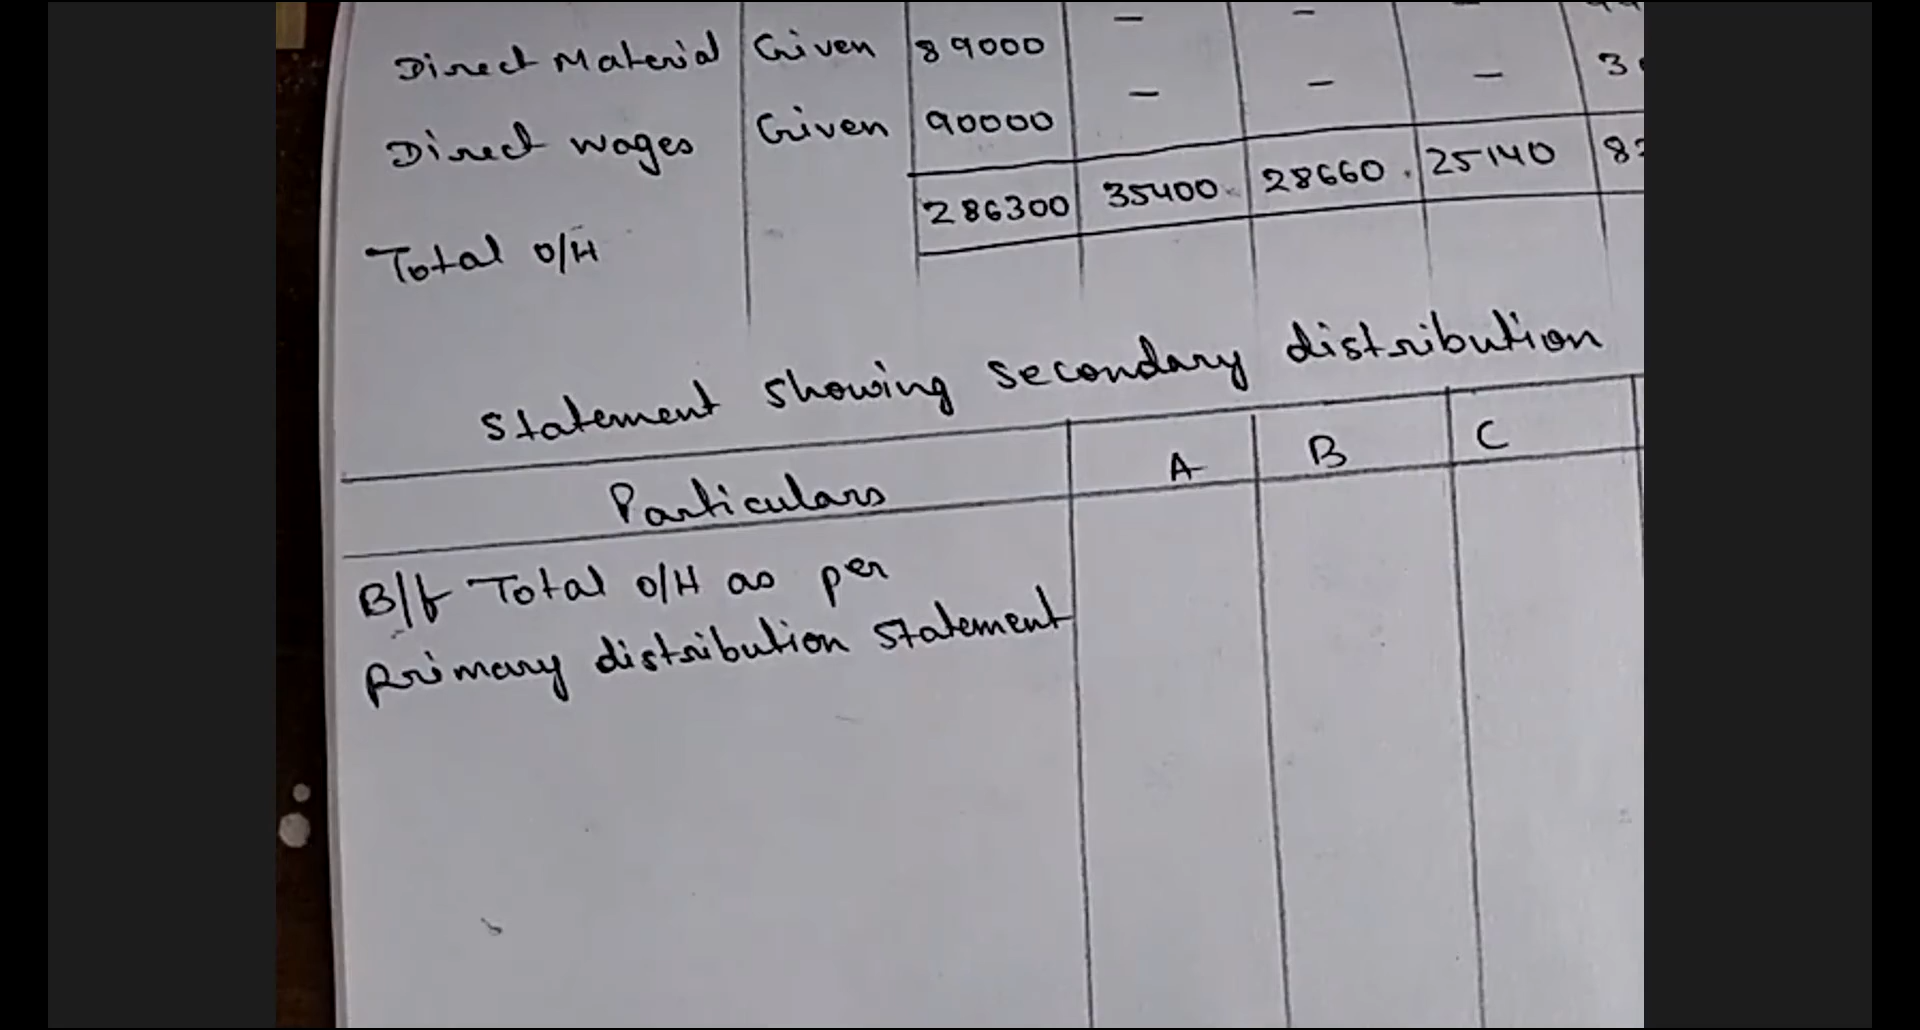 Direct Material Given 89000 — — —
Direct wages Given 90000 — — —
Total O/H 286300 35400 28660 25140
Statement showing secondary distribution
Particulars A B C
B/f Total O/H as per
Primary distribution statement